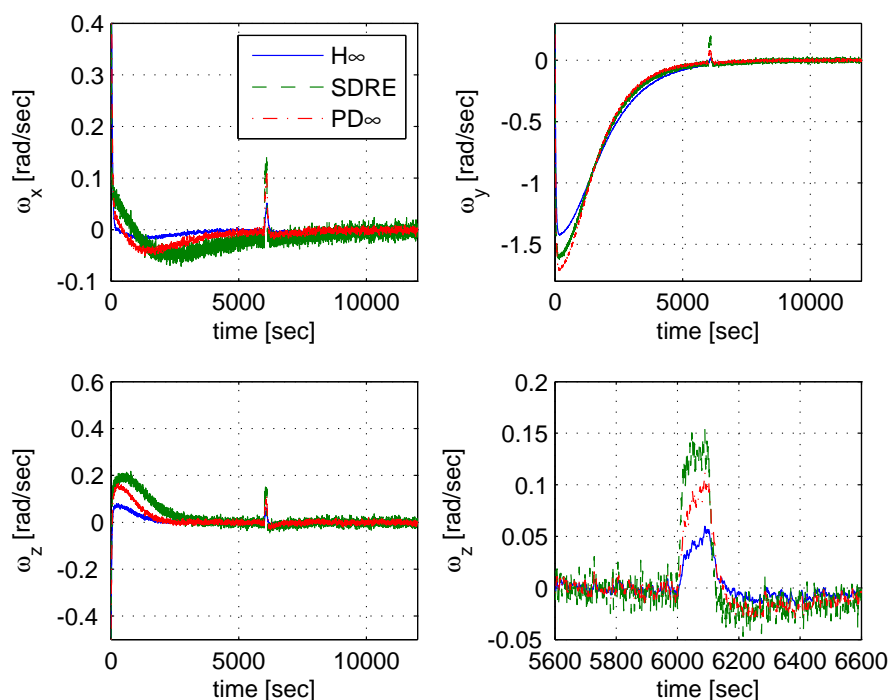 0.4
0.3
0.2
0.1
0
-0.1
ω_x [rad/sec]
0 5000 10000
time [sec]
H∞
SDRE
PD∞
0
-0.5
-1
-1.5
ω_y [rad/sec]
0 5000 10000
time [sec]
0.6
0.4
0.2
0
-0.2
-0.4
ω_z [rad/sec]
0 5000 10000
time [sec]
0.2
0.15
0.1
0.05
0
-0.05
ω_z [rad/sec]
5600 5800 6000 6200 6400 6600
time [sec]